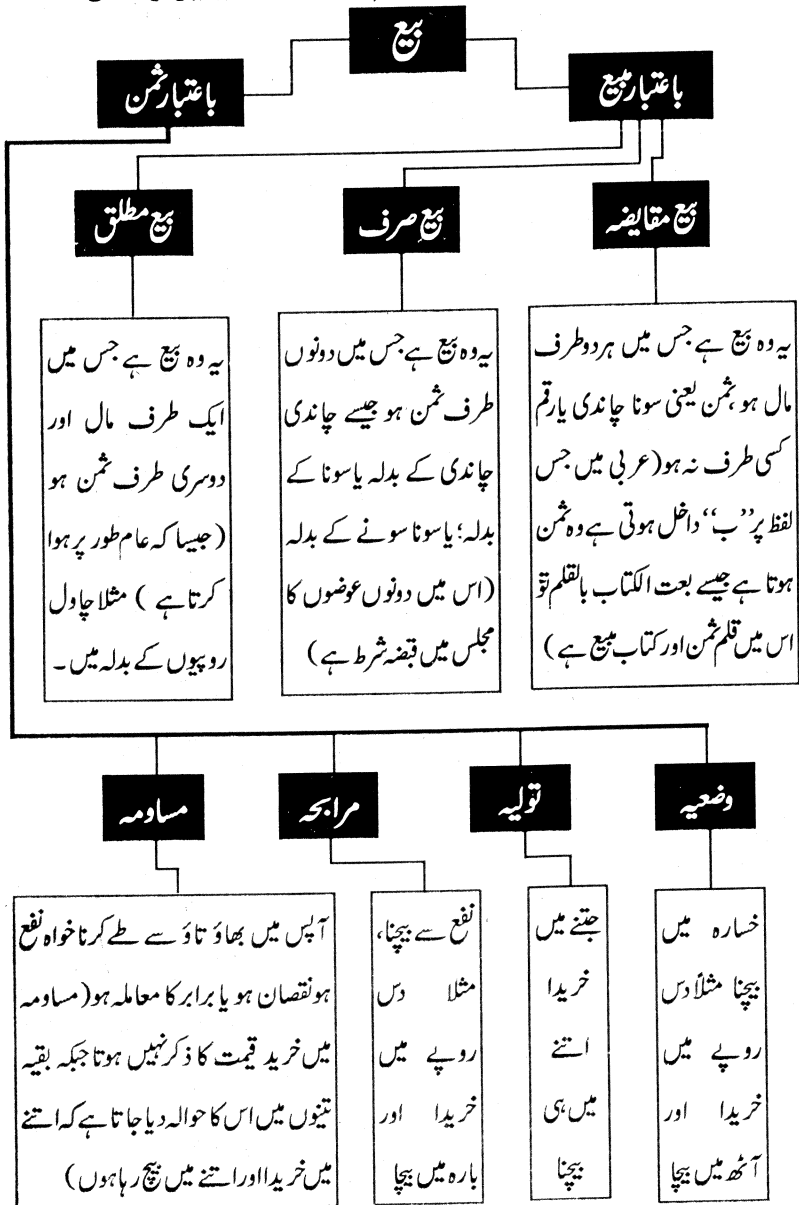 بیع
باعتبار مبیع
باعتبار ثمن
بیع مقایضہ
بیع صرف
بیع مطلق
یہ وہ بیع ہے جس میں ہر دو طرف
مال ہو، ثمن یعنی سونا چاندی یا رقم
کسی طرف نہ ہو (عربی میں جس
لفظ پر ”ب“ داخل ہوتی ہے وہ ثمن
ہوتا ہے جیسے بعت الکتاب بالقلم تو
اس میں قلم ثمن اور کتاب مبیع ہے)
یہ وہ بیع ہے جس میں دونوں
طرف ثمن ہو جیسے چاندی
چاندی کے بدلہ یا سونا کے
بدلہ؛ یا سونا سونے کے بدلہ
(اس میں دونوں عوضوں کا
مجلس میں قبضہ شرط ہے)
یہ وہ بیع ہے جس میں
ایک طرف مال اور
دوسری طرف ثمن ہو
(جیسا کہ عام طور پر ہوا
کرتا ہے) مثلا چاول
روپیوں کے بدلہ میں۔
وضعیہ
تولیہ
مرابحہ
مساومہ
خسارہ میں
بیچنا مثلاً دس
روپے میں
خریدا اور
آٹھ میں بیچا
جتنے میں
خریدا
اتنے
میں ہی
بیچنا
نفع سے بیچنا،
مثلا دس
روپے میں
خریدا اور
بارہ میں بیچا
آپس میں بھاؤ تاؤ سے طے کرنا خواہ نفع
ہو نقصان ہو یا برابر کا معاملہ ہو (مساومہ
میں خرید قیمت کا ذکر نہیں ہوتا جبکہ بقیہ
تینوں میں اس کا حوالہ دیا جاتا ہے کہ اتنے
میں خریدا اور اتنے میں بیچ رہا ہوں)